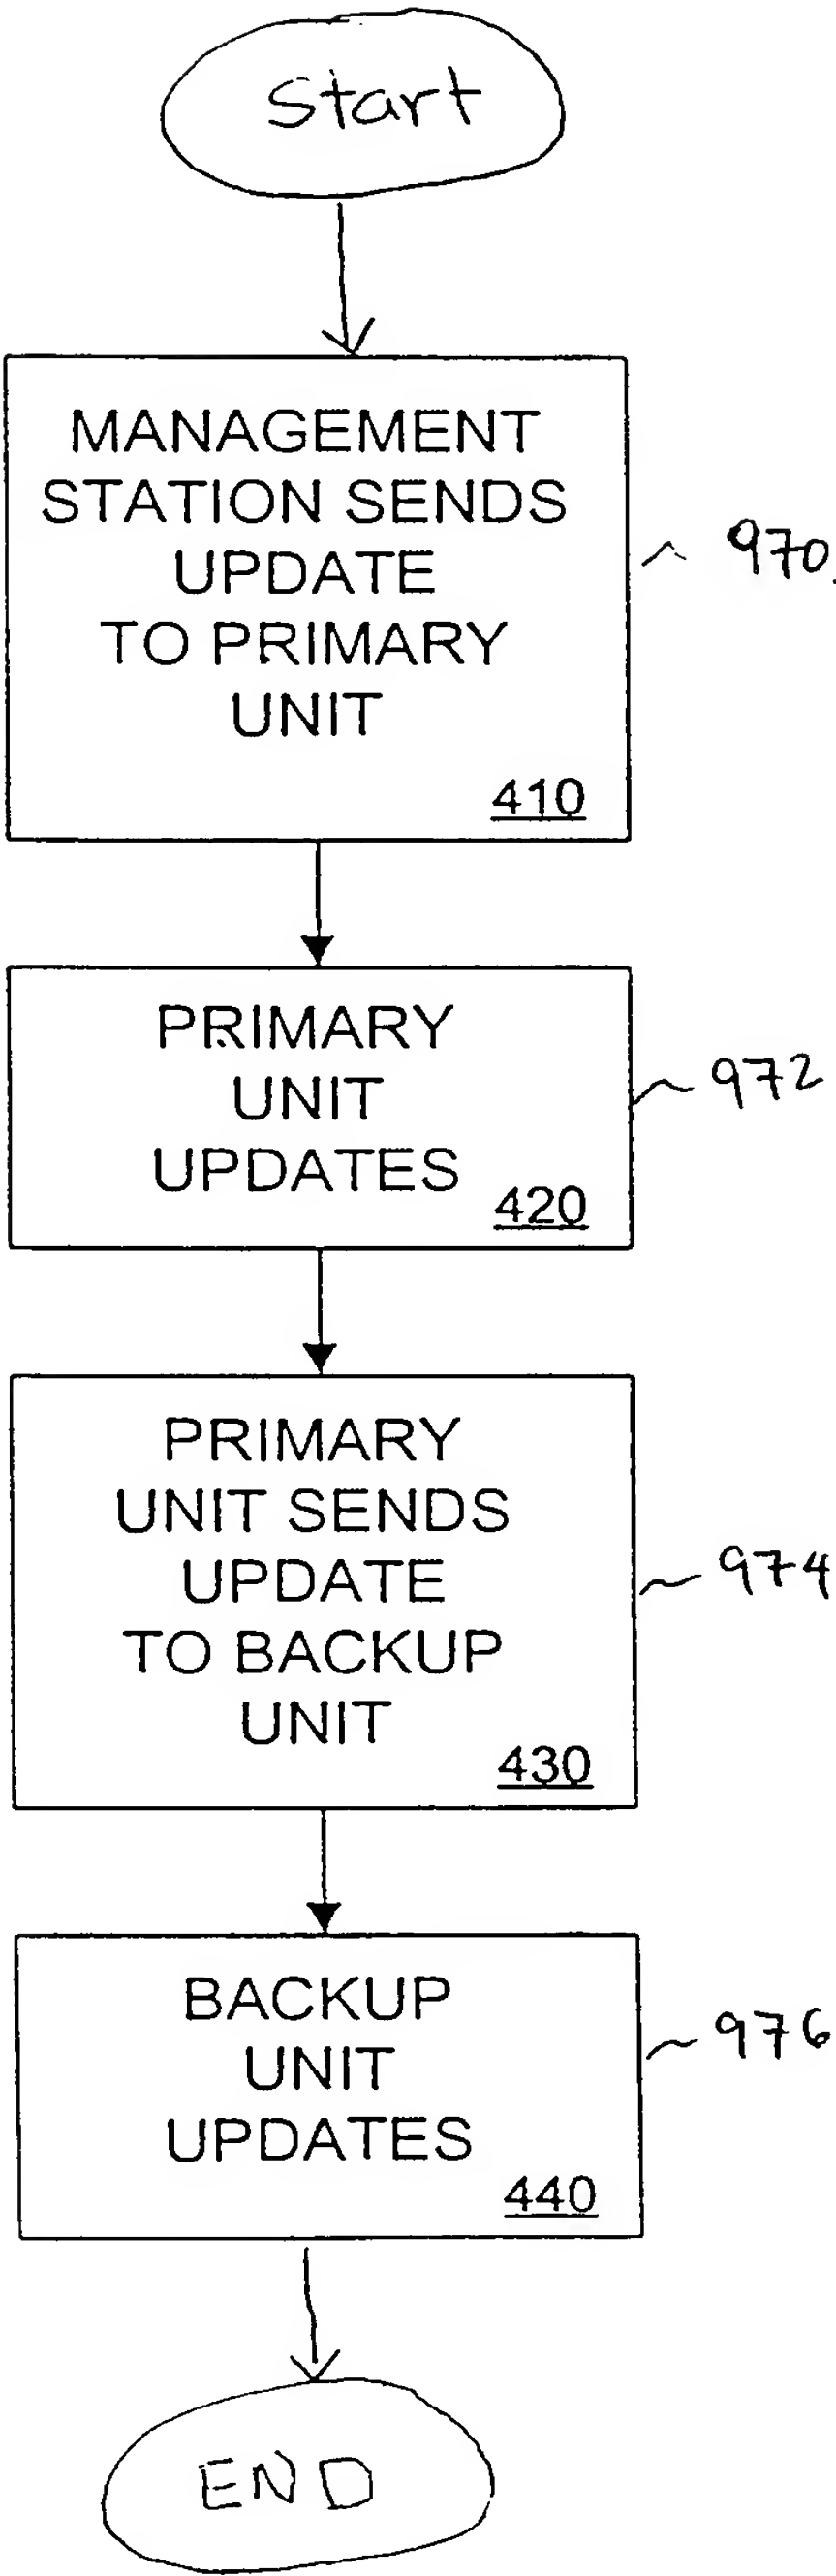 Start
MANAGEMENT
STATION SENDS
UPDATE
TO PRIMARY
UNIT
410
970.
PRIMARY
UNIT
UPDATES
420
972
PRIMARY
UNIT SENDS
UPDATE
TO BACKUP
UNIT
430
974
BACKUP
UNIT
UPDATES
440
976
END